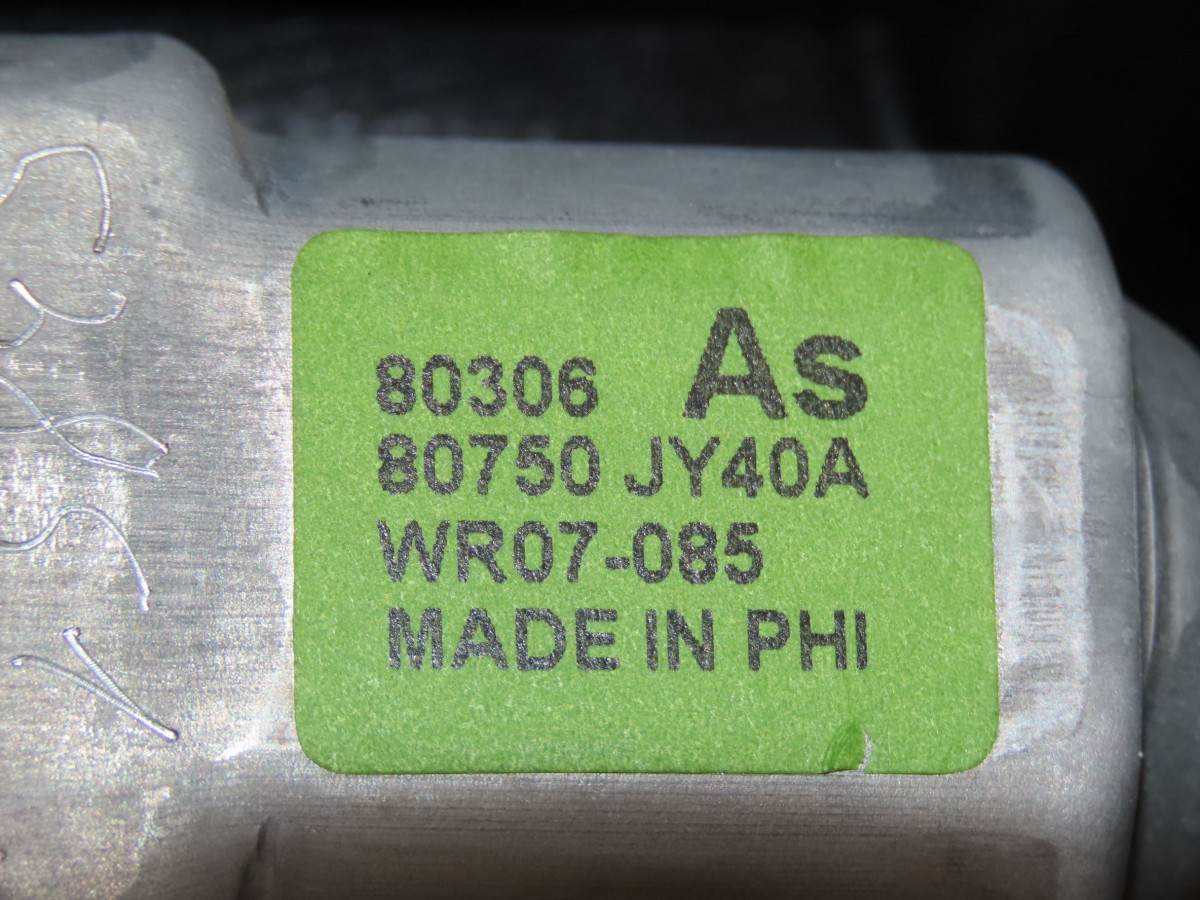 80306 As
80750 JY40A
WR07-085
MADE IN PHI